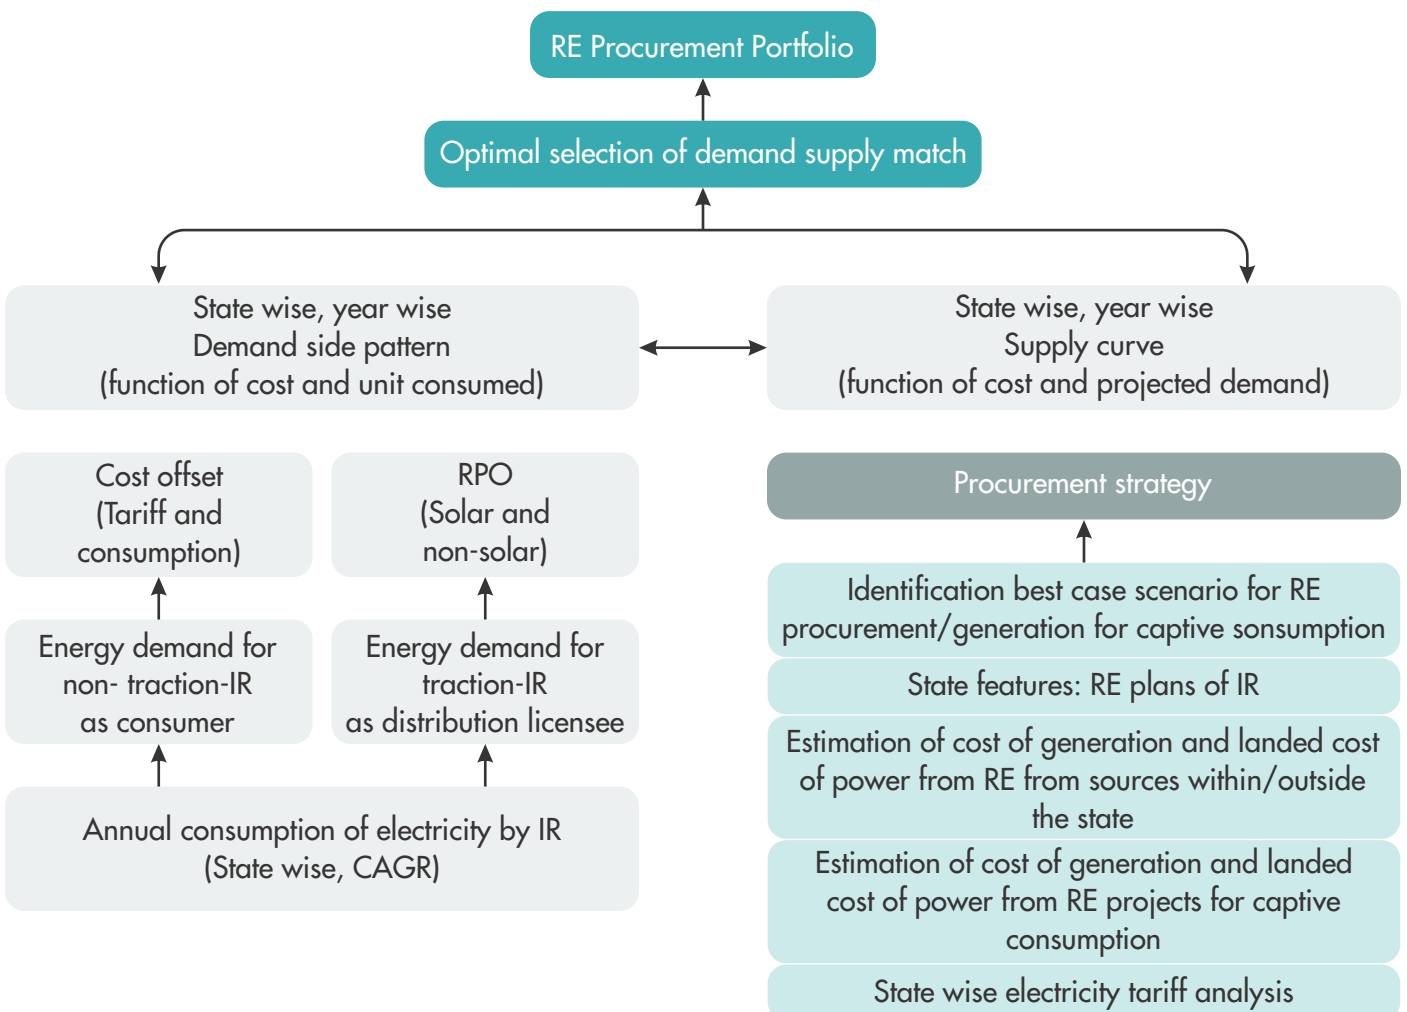 RE Procurement Portfolio
Optimal selection of demand supply match
State wise, year wise
Demand side pattern
(function of cost and unit consumed)
State wise, year wise
Supply curve
(function of cost and projected demand)
Cost offset
(Tariff and
consumption)
RPO
(Solar and
non-solar)
Energy demand for
non- traction-IR
as consumer
Energy demand for
traction-IR
as distribution licensee
Annual consumption of electricity by IR
(State wise, CAGR)
Procurement strategy
Identification best case scenario for RE
procurement/generation for captive sonsumption
State features: RE plans of IR
Estimation of cost of generation and landed cost
of power from RE from sources within/outside
the state
Estimation of cost of generation and landed
cost of power from RE projects for captive
consumption
State wise electricity tariff analysis